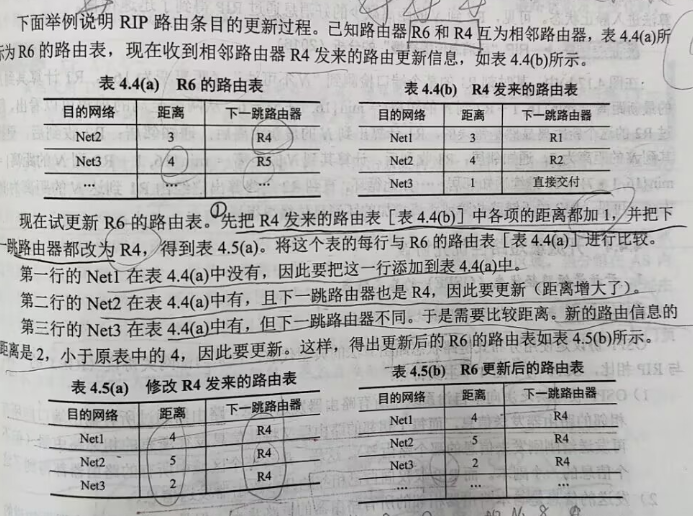 下面举例说明 RIP 路由条目的更新过程。已知路由器 R6 和 R4 互为相邻路由器，表 4.4(a)所
示为 R6 的路由表，现在收到相邻路由器 R4 发来的路由更新信息，如表 4.4(b)所示。
表 4.4(a) R6 的路由表
目的网络 距离 下一跳路由器
Net2 3 R4
Net3 4 R5
… … …
表 4.4(b) R4 发来的路由表
目的网络 距离 下一跳路由器
Net1 3 R1
Net2 4 R2
Net3 1 直接交付
现在试更新 R6 的路由表。①先把 R4 发来的路由表［表 4.4(b)］中各项的距离都加 1，并把下
一跳路由器都改为 R4，得到表 4.5(a)。将这个表的每行与 R6 的路由表［表 4.4(a)］进行比较。
第一行的 Net1 在表 4.4(a)中没有，因此要把这一行添加到表 4.4(a)中。
第二行的 Net2 在表 4.4(a)中有，且下一跳路由器也是 R4，因此要更新（距离增大了）。
第三行的 Net3 在表 4.4(a)中有，但下一跳路由器不同。于是需要比较距离。新的路由信息的
距离是 2，小于原表中的 4，因此要更新。这样，得出更新后的 R6 的路由表如表 4.5(b)所示。
表 4.5(a) 修改 R4 发来的路由表
目的网络 距离 下一跳路由器
Net1 4 R4
Net2 5 R4
Net3 2 R4
表 4.5(b) R6 更新后的路由表
目的网络 距离 下一跳路由器
Net1 4 R4
Net2 5 R4
Net3 2 R4
… … …